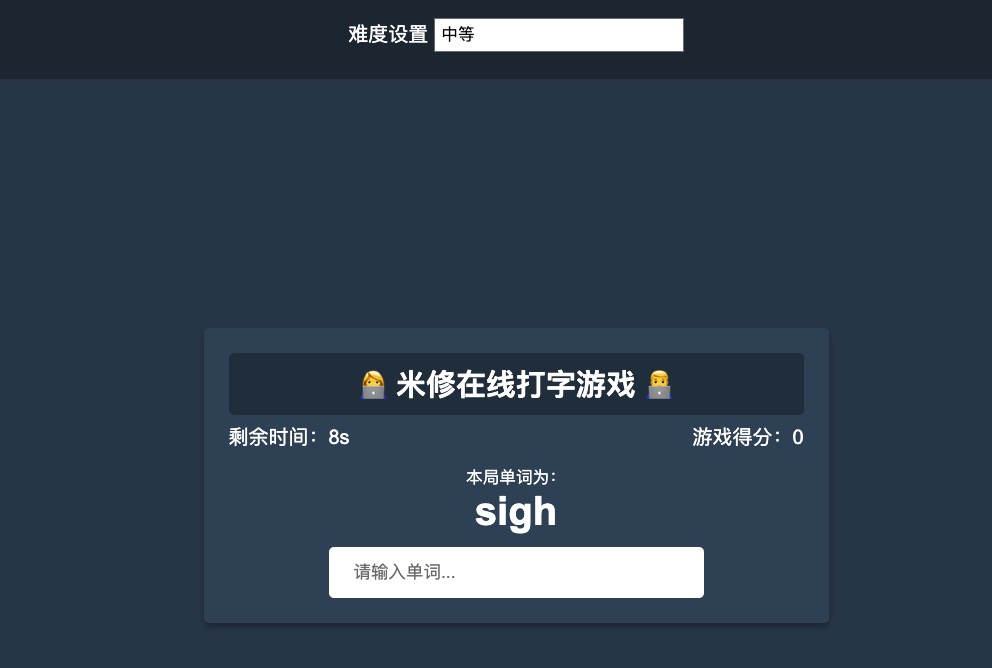 难度设置 中等
👩‍💻 米修在线打字游戏 👨‍💻
剩余时间：8s 游戏得分：0
本局单词为：
sigh
请输入单词...